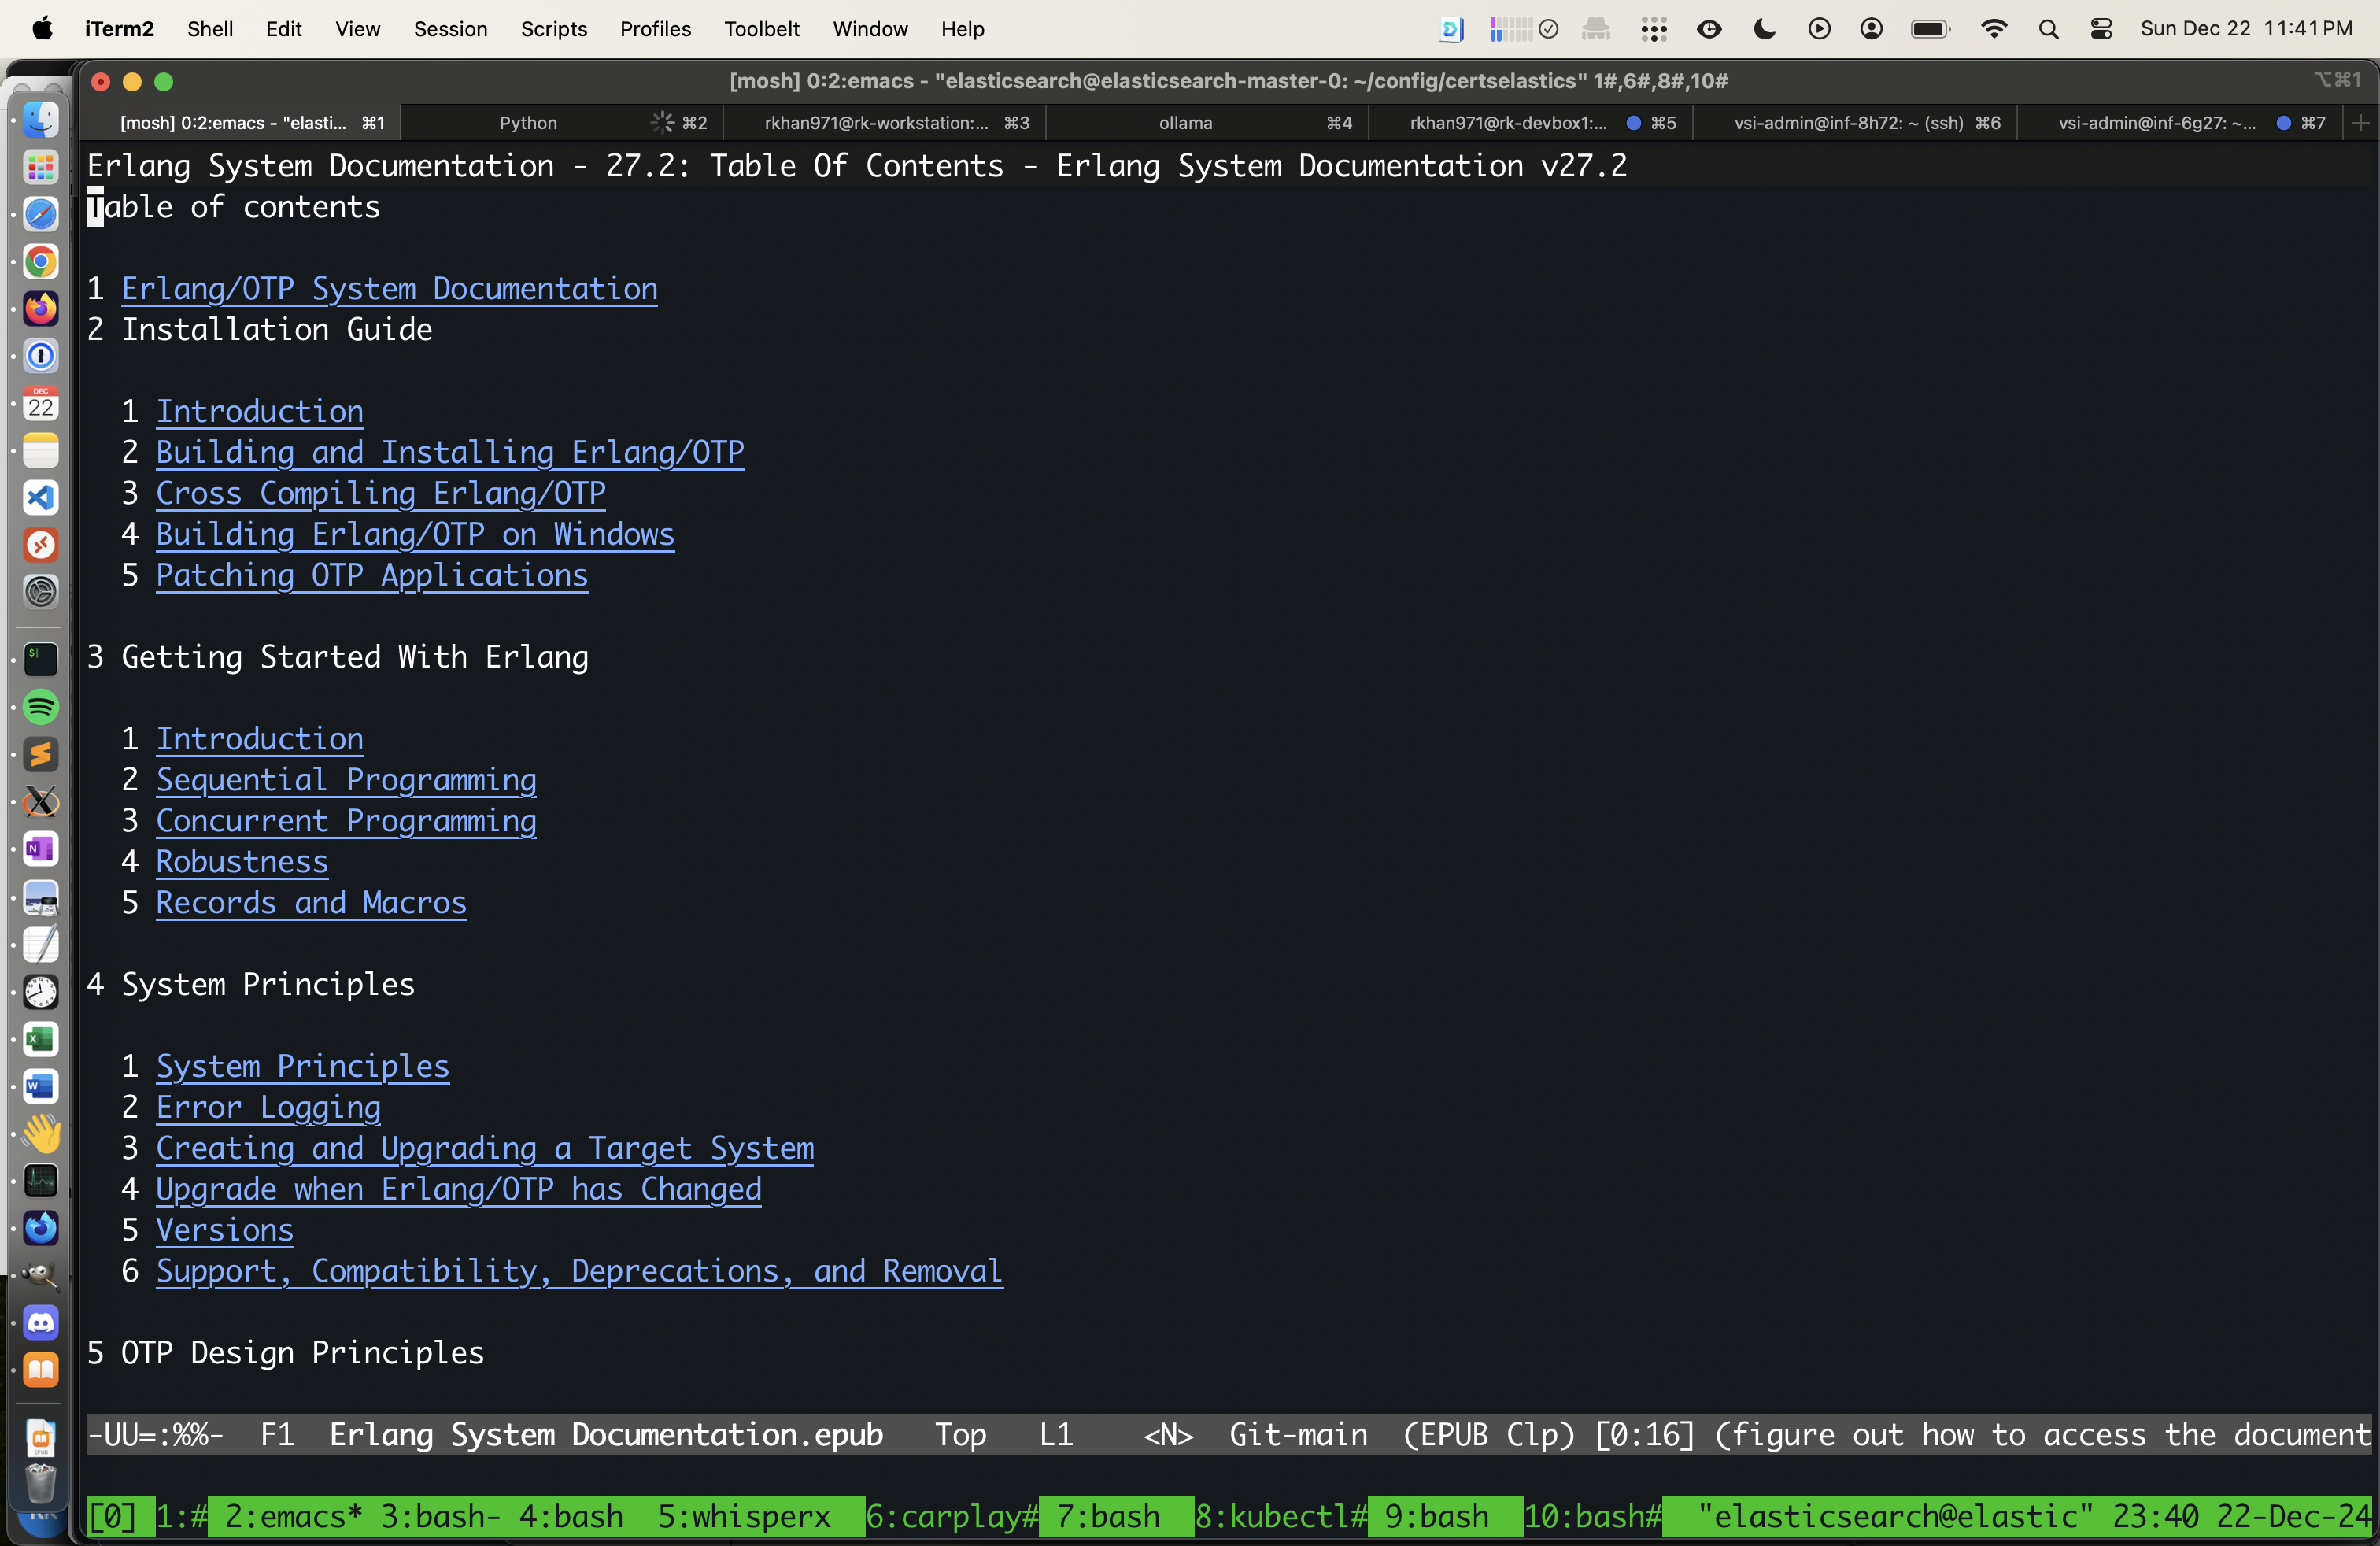 iTerm2 Shell Edit View Session Scripts Profiles Toolbelt Window Help Sun Dec 22 11:41 PM
[mosh] 0:2:emacs - "elasticsearch@elasticsearch-master-0: ~/config/certselastics" 1#,6#,8#,10# ⌥⌘1
[mosh] 0:2:emacs - "elasti... ⌘1 Python ⌘2 rkhan971@rk-workstation:... ⌘3 ollama ⌘4 rkhan971@rk-devbox1:... ⌘5 vsi-admin@inf-8h72: ~ (ssh) ⌘6 vsi-admin@inf-6g27: ~... ⌘7
Erlang System Documentation - 27.2: Table Of Contents - Erlang System Documentation v27.2
Table of contents
1 Erlang/OTP System Documentation
2 Installation Guide
1 Introduction
2 Building and Installing Erlang/OTP
3 Cross Compiling Erlang/OTP
4 Building Erlang/OTP on Windows
5 Patching OTP Applications
3 Getting Started With Erlang
1 Introduction
2 Sequential Programming
3 Concurrent Programming
4 Robustness
5 Records and Macros
4 System Principles
1 System Principles
2 Error Logging
3 Creating and Upgrading a Target System
4 Upgrade when Erlang/OTP has Changed
5 Versions
6 Support, Compatibility, Deprecations, and Removal
5 OTP Design Principles
-UU=:%%- F1 Erlang System Documentation.epub Top L1 <N> Git-main (EPUB Clp) [0:16] (figure out how to access the document
[0] 1:# 2:emacs* 3:bash- 4:bash 5:whisperx 6:carplay# 7:bash 8:kubectl# 9:bash 10:bash# "elasticsearch@elastic" 23:40 22-Dec-24
DEC
22